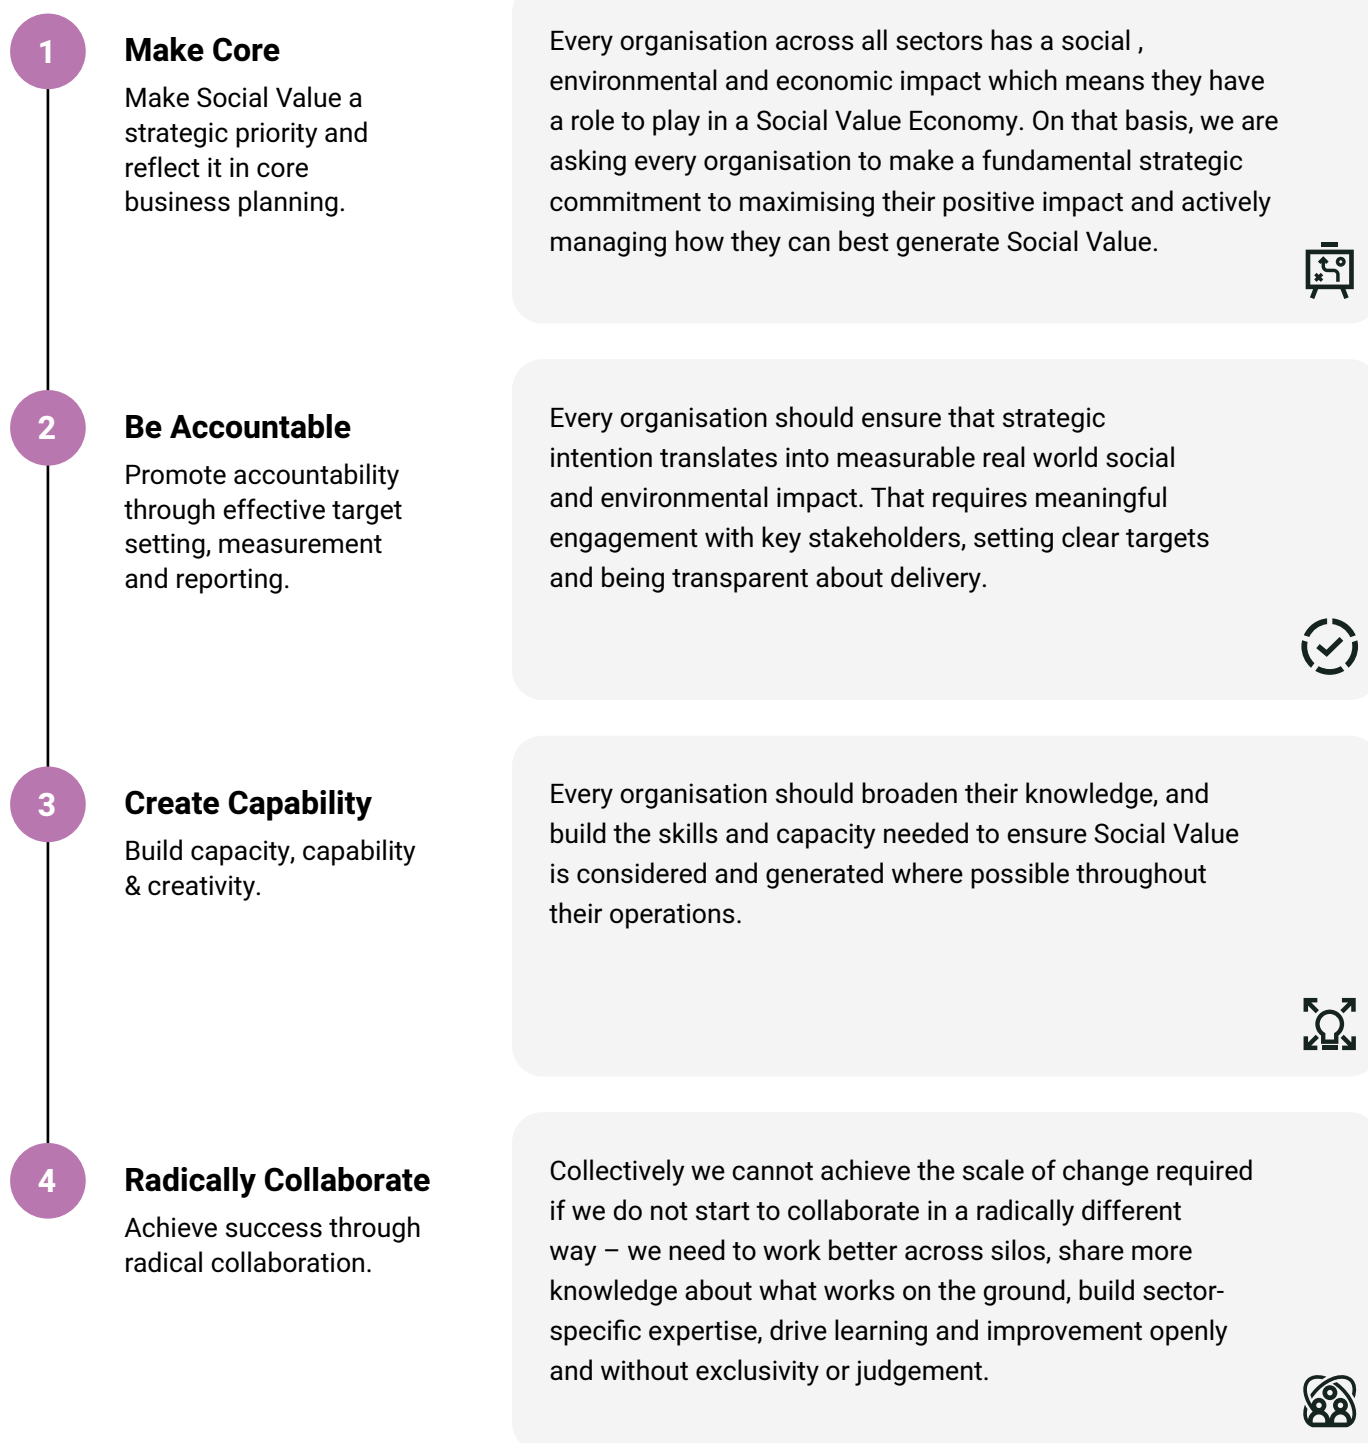 1
Make Core
Make Social Value a
strategic priority and
reflect it in core
business planning.
Every organisation across all sectors has a social ,
environmental and economic impact which means they have
a role to play in a Social Value Economy. On that basis, we are
asking every organisation to make a fundamental strategic
commitment to maximising their positive impact and actively
managing how they can best generate Social Value.
2
Be Accountable
Promote accountability
through effective target
setting, measurement
and reporting.
Every organisation should ensure that strategic
intention translates into measurable real world social
and environmental impact. That requires meaningful
engagement with key stakeholders, setting clear targets
and being transparent about delivery.
3
Create Capability
Build capacity, capability
& creativity.
Every organisation should broaden their knowledge, and
build the skills and capacity needed to ensure Social Value
is considered and generated where possible throughout
their operations.
4
Radically Collaborate
Achieve success through
radical collaboration.
Collectively we cannot achieve the scale of change required
if we do not start to collaborate in a radically different
way – we need to work better across silos, share more
knowledge about what works on the ground, build sector-
specific expertise, drive learning and improvement openly
and without exclusivity or judgement.